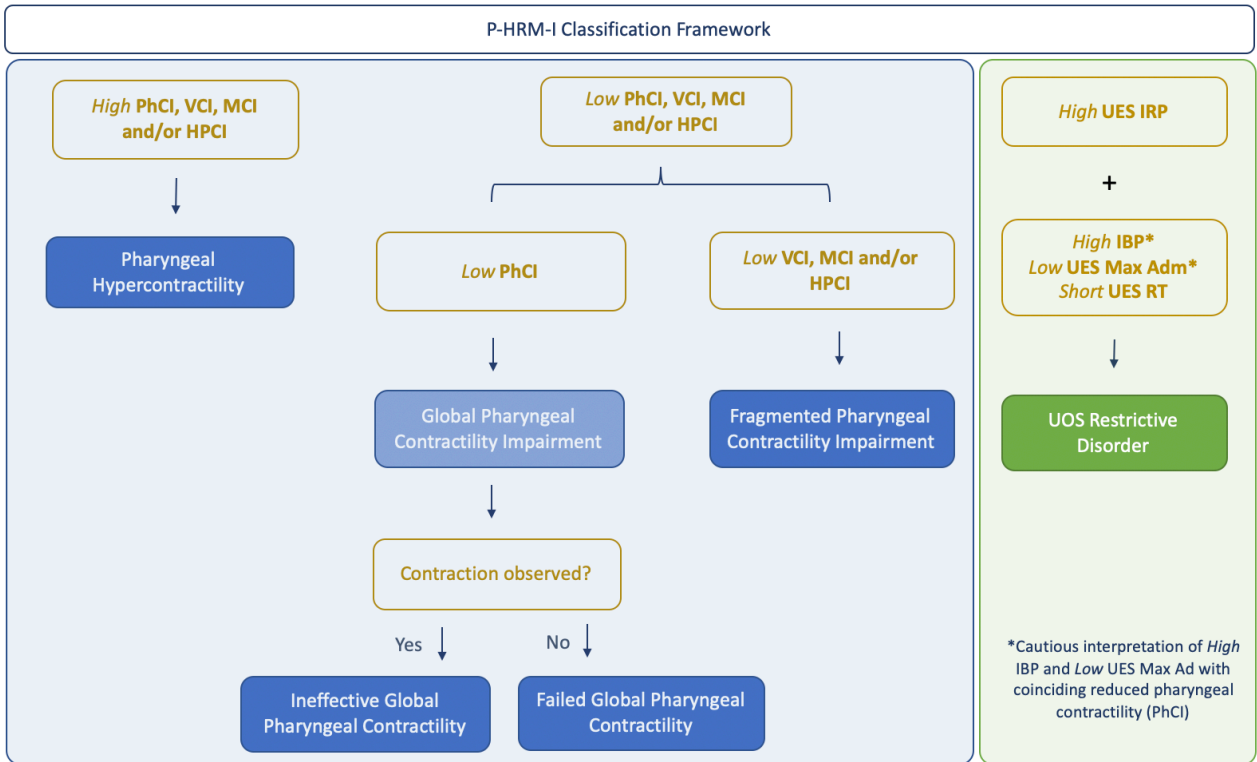 P-HRM-I Classification Framework
High PhCI, VCI, MCI
and/or HPCI
Pharyngeal
Hypercontractility
Low PhCI, VCI, MCI
and/or HPCI
Low PhCI
Low VCI, MCI and/or
HPCI
Global Pharyngeal
Contractility Impairment
Fragmented Pharyngeal
Contractility Impairment
Contraction observed?
Yes
No
Ineffective Global
Pharyngeal Contractility
Failed Global Pharyngeal
Contractility
High UES IRP
+
High IBP*
Low UES Max Adm*
Short UES RT
UOS Restrictive
Disorder
*Cautious interpretation of High
IBP and Low UES Max Ad with
coinciding reduced pharyngeal
contractility (PhCI)